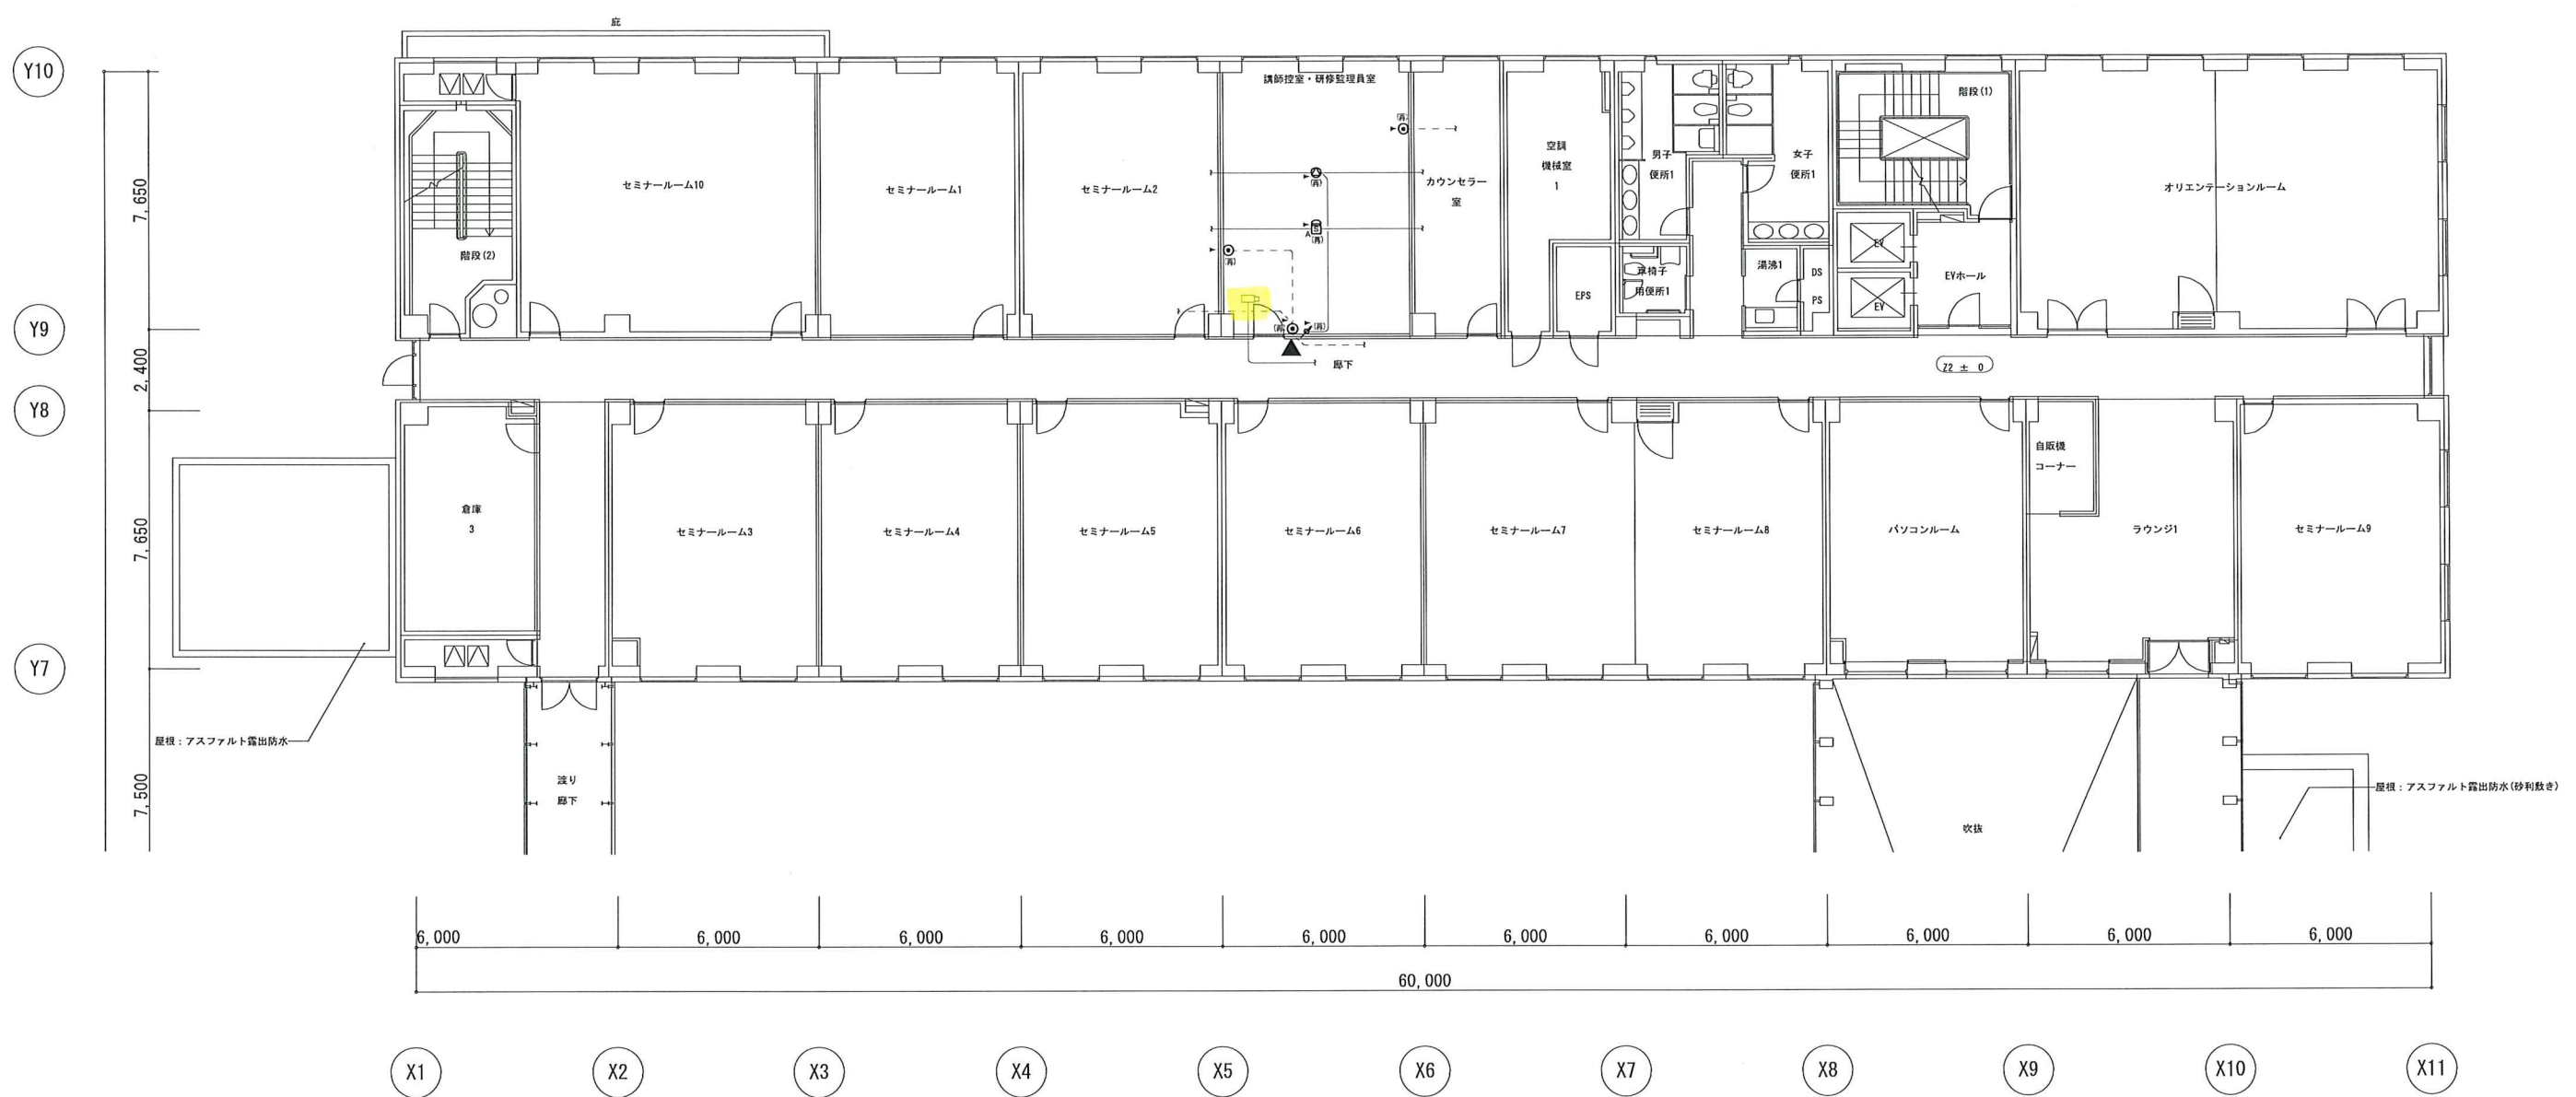 庇
Y10
講師控室・研修監理員室
階段(1)
(再)
7,650
セミナールーム10
セミナールーム1
セミナールーム2
(再)
カウンセラー
室
空調
機械室
1
男子
便所1
女子
便所1
オリエンテーションルーム
A
(再)
階段(2)
(再)
車椅子
用便所1
湯沸1
DS
PS
EV
EV
EVホール
EPS
Y9
(再)
(再)
2,400
廊下
Z2 ± 0
Y8
自販機
コーナー
7,650
倉庫
3
セミナールーム3
セミナールーム4
セミナールーム5
セミナールーム6
セミナールーム7
セミナールーム8
パソコンルーム
ラウンジ1
セミナールーム9
Y7
屋根：アスファルト露出防水
7,500
渡り
廊下
吹抜
屋根：アスファルト露出防水(砂利敷き)
6,000
6,000
6,000
6,000
6,000
6,000
6,000
6,000
6,000
6,000
60,000
X1
X2
X3
X4
X5
X6
X7
X8
X9
X10
X11